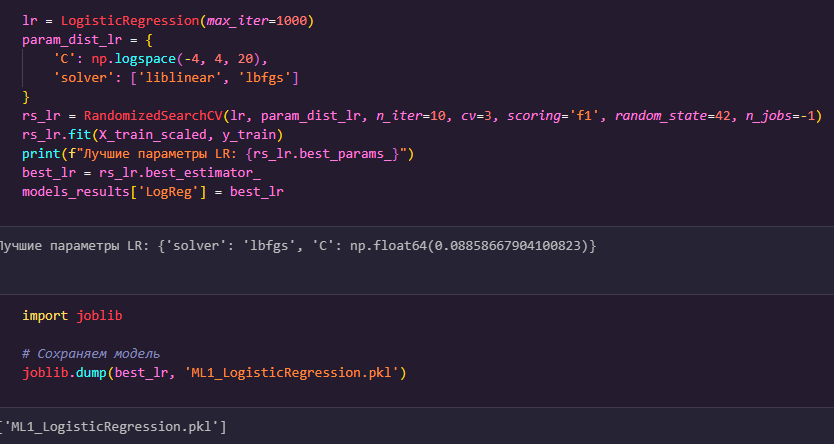 lr = LogisticRegression(max_iter=1000)
param_dist_lr = {
    'C': np.logspace(-4, 4, 20),
    'solver': ['liblinear', 'lbfgs']
}
rs_lr = RandomizedSearchCV(lr, param_dist_lr, n_iter=10, cv=3, scoring='f1', random_state=42, n_jobs=-1)
rs_lr.fit(X_train_scaled, y_train)
print(f"Лучшие параметры LR: {rs_lr.best_params_}")
best_lr = rs_lr.best_estimator_
models_results['LogReg'] = best_lr
Лучшие параметры LR: {'solver': 'lbfgs', 'C': np.float64(0.08858667904100823)}
import joblib
# Сохраняем модель
joblib.dump(best_lr, 'ML1_LogisticRegression.pkl')
['ML1_LogisticRegression.pkl']